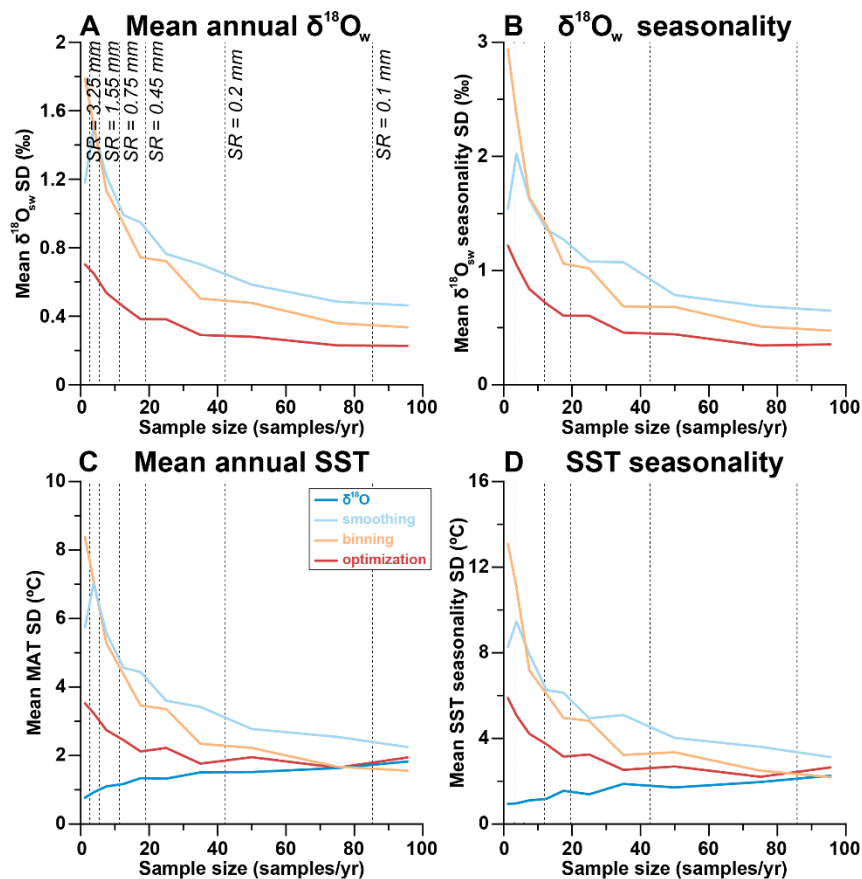 A Mean annual δ¹⁸Ow
2
1.6
1.2
0.8
0.4
0
Mean δ¹⁸Osw SD (‰)
SR = 3.25 mm
SR = 1.55 mm
SR = 0.75 mm
SR = 0.45 mm
SR = 0.2 mm
SR = 0.1 mm
0 20 40 60 80 100
Sample size (samples/yr)
B δ¹⁸Ow seasonality
3
2
1
0
Mean δ¹⁸Osw seasonality SD (‰)
0 20 40 60 80 100
Sample size (samples/yr)
C Mean annual SST
10
8
6
4
2
0
Mean MAT SD (ºC)
δ¹⁸O
smoothing
binning
optimization
0 20 40 60 80 100
Sample size (samples/yr)
D SST seasonality
16
12
8
4
0
Mean SST seasonality SD (ºC)
0 20 40 60 80 100
Sample size (samples/yr)